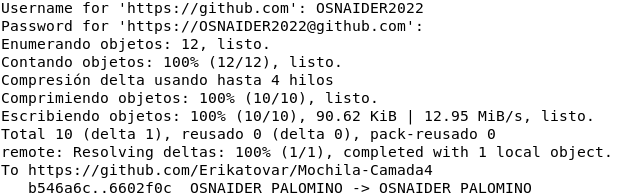 Username for 'https://github.com': OSNAIDER2022
Password for 'https://OSNAIDER2022@github.com':
Enumerando objetos: 12, listo.
Contando objetos: 100% (12/12), listo.
Compresión delta usando hasta 4 hilos
Comprimiendo objetos: 100% (10/10), listo.
Escribiendo objetos: 100% (10/10), 90.62 KiB | 12.95 MiB/s, listo.
Total 10 (delta 1), reusado 0 (delta 0), pack-reusado 0
remote: Resolving deltas: 100% (1/1), completed with 1 local object.
To https://github.com/Erikatovar/Mochila-Camada4
b546a6c..6602f0c  OSNAIDER_PALOMINO -> OSNAIDER_PALOMINO